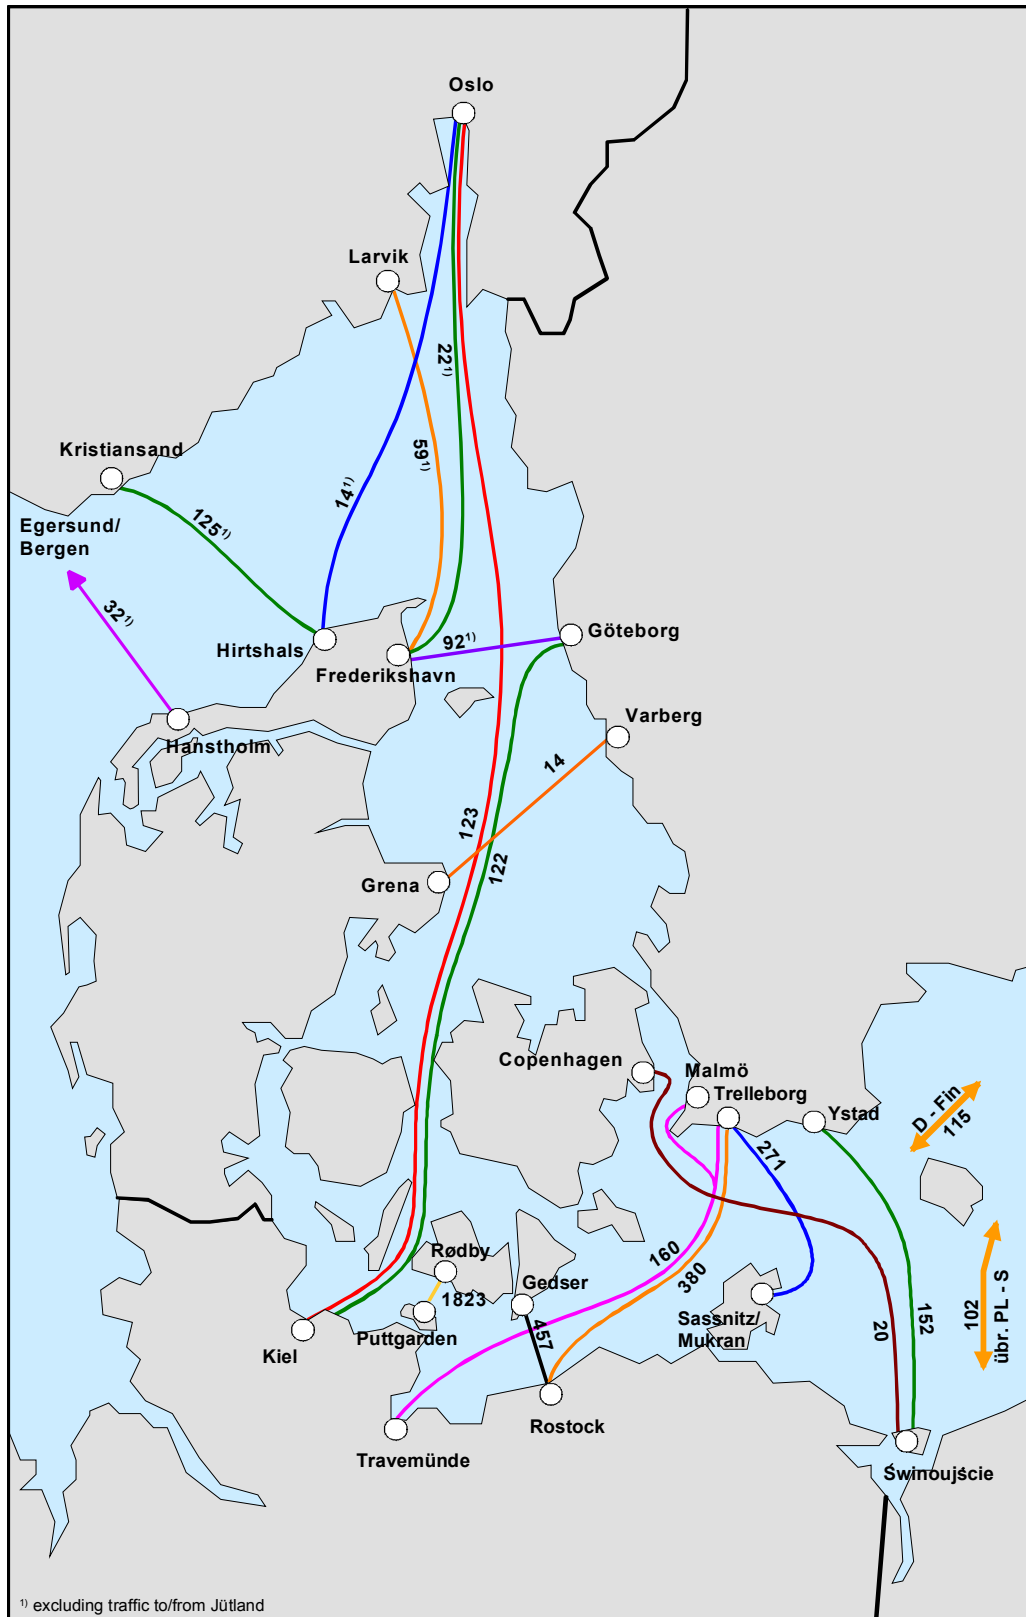 Oslo
Larvik
22¹⁾
59¹⁾
Kristiansand
14¹⁾
125¹⁾
Egersund/
Bergen
32¹⁾
Hirtshals
92¹⁾
Göteborg
Frederikshavn
Varberg
Hanstholm
14
123
122
Grena
Copenhagen
Malmö
Trelleborg
Ystad
D - Fin
115
271
160
380
Rødby
Gedser
1823
Puttgarden
457
Sassnitz/
Mukran
20
152
102
übr. PL - S
Kiel
Rostock
Travemünde
Świnoujście
¹⁾ excluding traffic to/from Jütland